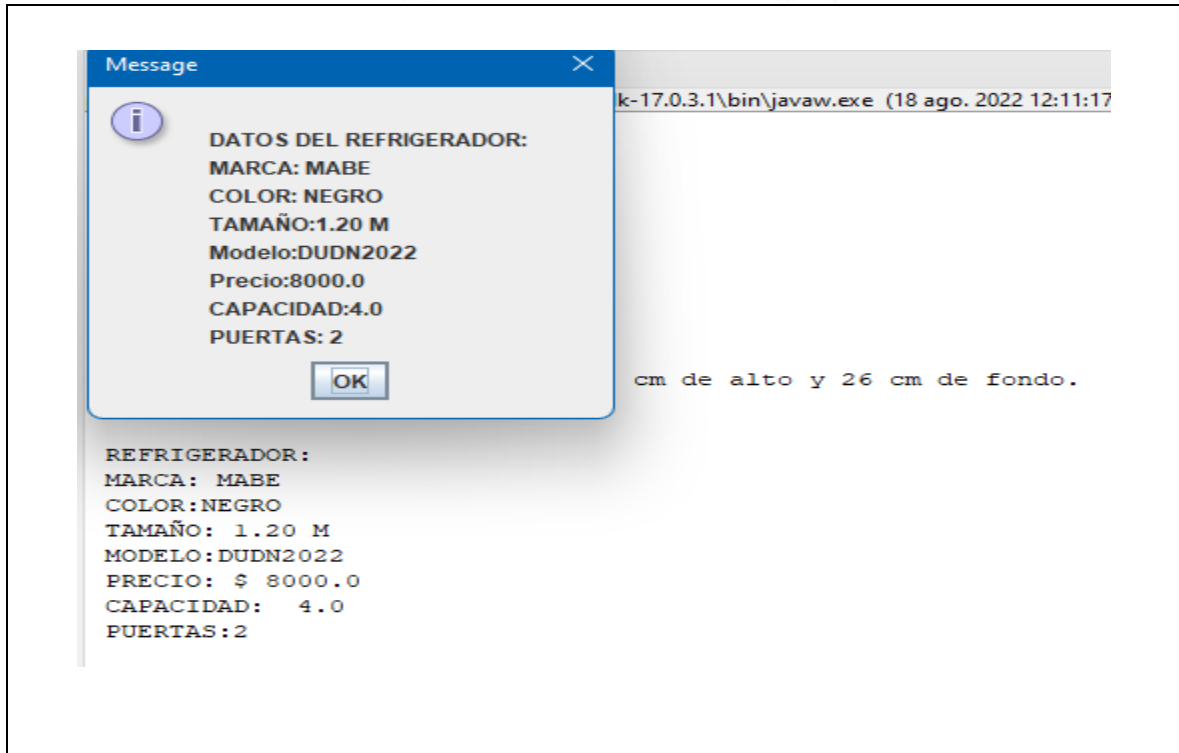 Message
k-17.0.3.1\bin\javaw.exe (18 ago. 2022 12:11:17
DATOS DEL REFRIGERADOR:
MARCA: MABE
COLOR: NEGRO
TAMAÑO:1.20 M
Modelo:DUDN2022
Precio:8000.0
CAPACIDAD:4.0
PUERTAS: 2
OK
cm de alto y 26 cm de fondo.
REFRIGERADOR:
MARCA: MABE
COLOR:NEGRO
TAMAÑO: 1.20 M
MODELO:DUDN2022
PRECIO: $ 8000.0
CAPACIDAD:  4.0
PUERTAS:2